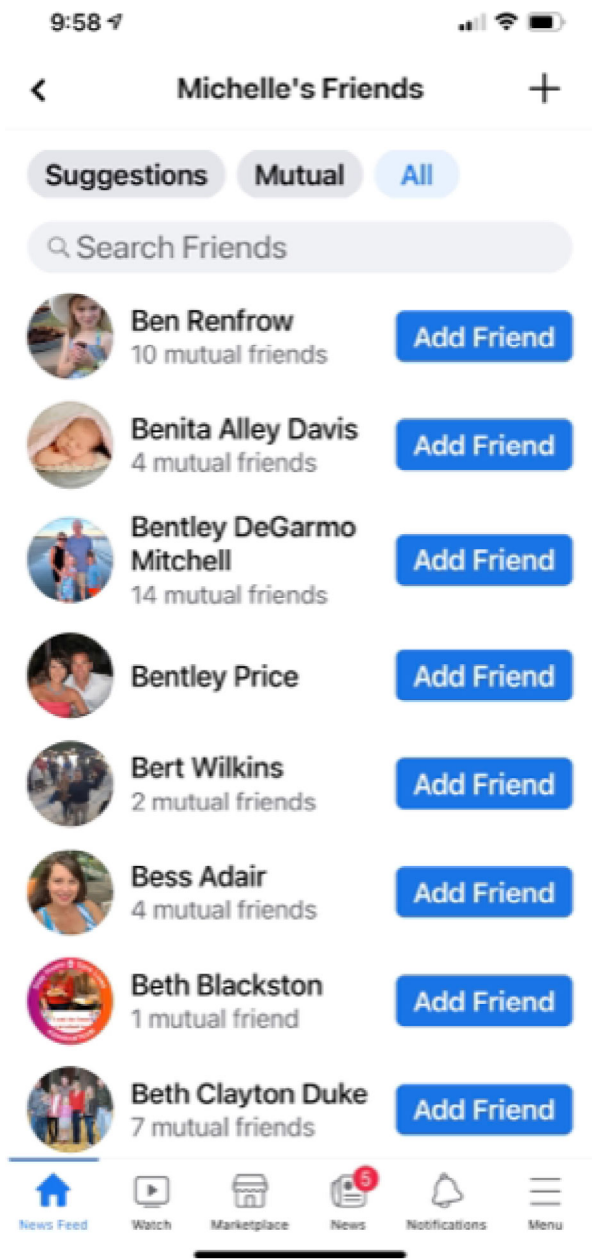 9:58
Michelle's Friends
Suggestions
Mutual
All
Search Friends
Ben Renfrow
10 mutual friends
Add Friend
Benita Alley Davis
4 mutual friends
Add Friend
Bentley DeGarmo
Mitchell
14 mutual friends
Add Friend
Bentley Price
Add Friend
Bert Wilkins
2 mutual friends
Add Friend
Bess Adair
4 mutual friends
Add Friend
Beth Blackston
1 mutual friend
Add Friend
Beth Clayton Duke
7 mutual friends
Add Friend
5
News Feed
Watch
Marketplace
News
Notifications
Menu